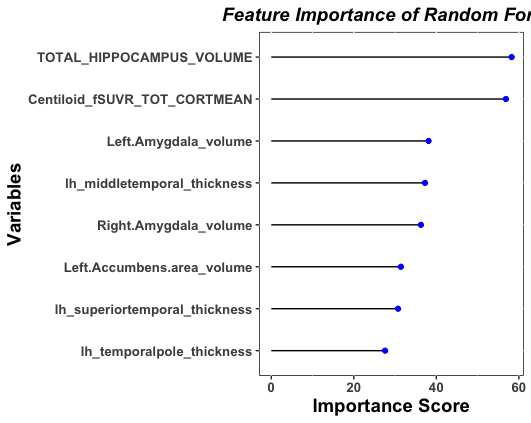 Feature Importance of Random For
TOTAL_HIPPOCAMPUS_VOLUME
Centiloid_fSUVR_TOT_CORTMEAN
Left.Amygdala_volume
lh_middletemporal_thickness
Right.Amygdala_volume
Left.Accumbens.area_volume
lh_superiortemporal_thickness
lh_temporalpole_thickness
Variables
0 20 40 60
Importance Score